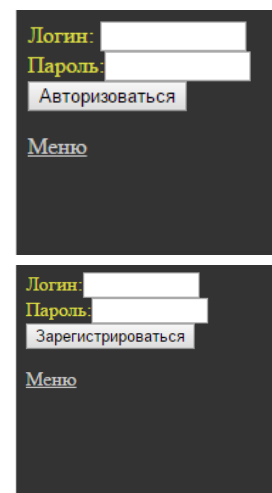 Логин:
Пароль:
Авторизоваться
Меню
Логин:
Пароль:
Зарегистрироваться
Меню